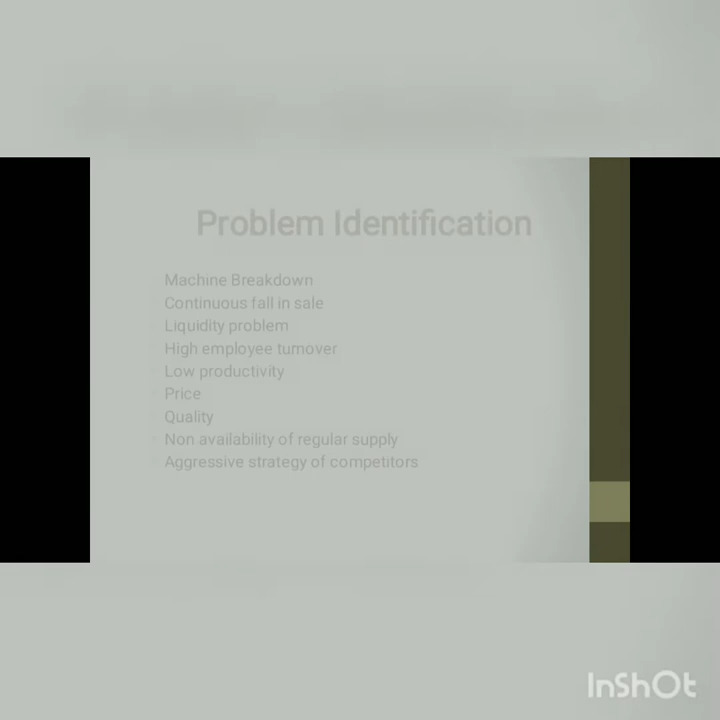 Problem Identification
Machine Breakdown
Continuous fall in sale
Liquidity problem
High employee turnover
Low productivity
Price
Quality
Non availability of regular supply
Aggressive strategy of competitors
InShOt